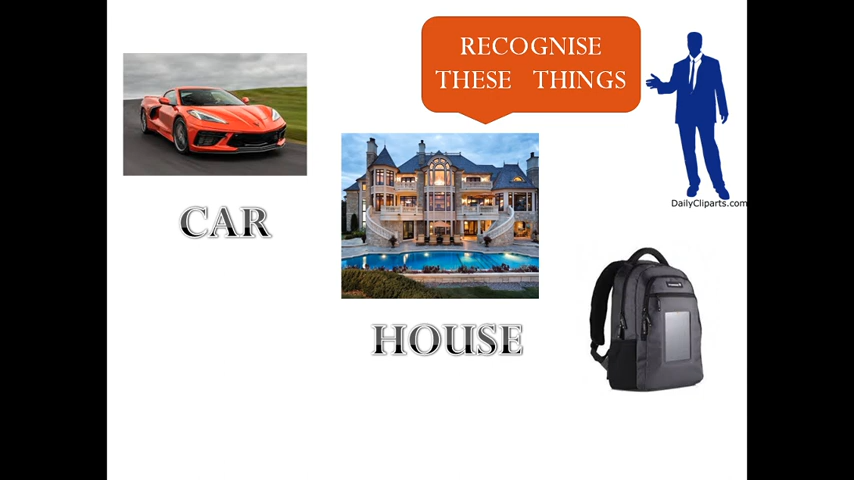 RECOGNISE
THESE THINGS
DailyCliparts.com
CAR
HOUSE